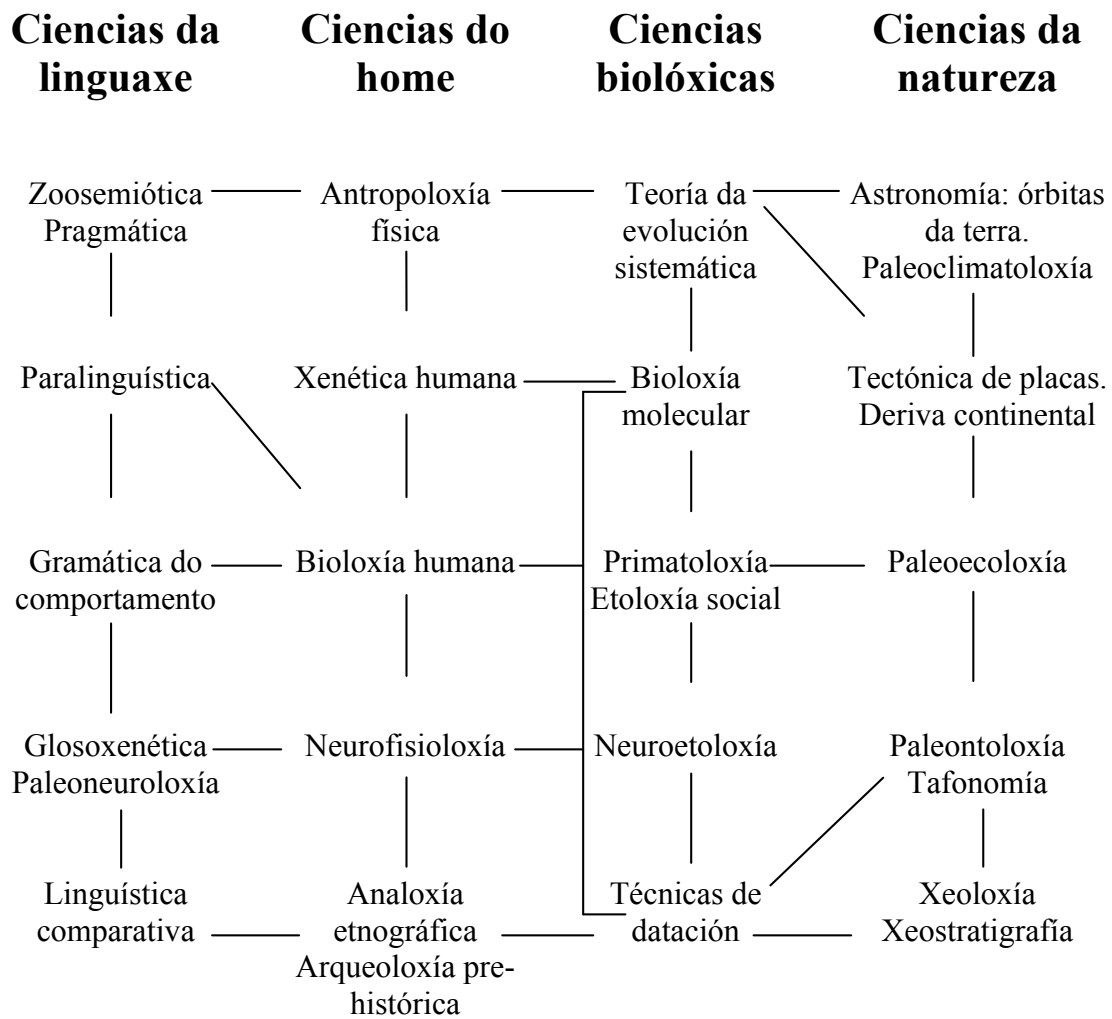 Ciencias da
linguaxe
Ciencias do
home
Ciencias
biolóxicas
Ciencias da
natureza
Zoosemiótica
Pragmática
Antropoloxía
física
Teoría da
evolución
sistemática
Astronomía: órbitas
da terra.
Paleoclimatoloxía
Paralinguística
Xenética humana
Bioloxía
molecular
Tectónica de placas.
Deriva continental
Gramática do
comportamento
Bioloxía humana
Primatoloxía
Etoloxía social
Paleoecoloxía
Glosoxenética
Paleoneuroloxía
Neurofisioloxía
Neuroetoloxía
Paleontoloxía
Tafonomía
Linguística
comparativa
Analoxía
etnográfica
Arqueoloxía pre-
histórica
Técnicas de
datación
Xeoloxía
Xeostratigrafía